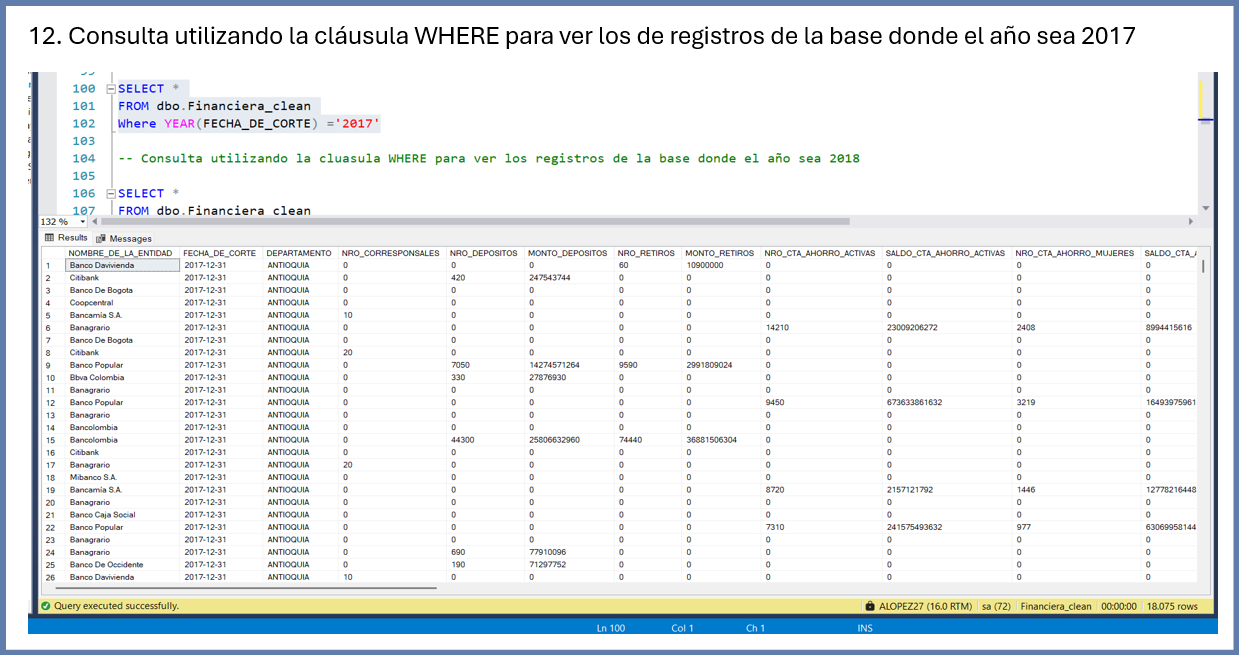 12. Consulta utilizando la cláusula WHERE para ver los de registros de la base donde el año sea 2017
99
100 SELECT *
101 FROM dbo.Financiera_clean
102 Where YEAR(FECHA_DE_CORTE) ='2017'
103
104 -- Consulta utilizando la cluasula WHERE para ver los registros de la base donde el año sea 2018
105
106 SELECT *
107 FROM dbo.Financiera_clean
132 %
Results Messages
NOMBRE_DE_LA_ENTIDAD FECHA_DE_CORTE DEPARTAMENTO NRO_CORRESPONSALES NRO_DEPOSITOS MONTO_DEPOSITOS NRO_RETIROS MONTO_RETIROS NRO_CTA_AHORRO_ACTIVAS SALDO_CTA_AHORRO_ACTIVAS NRO_CTA_AHORRO_MUJERES SALDO_CTA_A
1 Banco Davivienda 2017-12-31 ANTIOQUIA 0 0 0 60 10900000 0 0 0 0
2 Citibank 2017-12-31 ANTIOQUIA 0 420 247543744 0 0 0 0 0 0
3 Banco De Bogota 2017-12-31 ANTIOQUIA 0 0 0 0 0 0 0 0 0
4 Coopcentral 2017-12-31 ANTIOQUIA 0 0 0 0 0 0 0 0 0
5 Bancamía S.A. 2017-12-31 ANTIOQUIA 10 0 0 0 0 0 0 0 0
6 Banagrario 2017-12-31 ANTIOQUIA 0 0 0 0 0 14210 23009206272 2408 8994415616
7 Banco De Bogota 2017-12-31 ANTIOQUIA 0 0 0 0 0 0 0 0 0
8 Citibank 2017-12-31 ANTIOQUIA 20 0 0 0 0 0 0 0 0
9 Banco Popular 2017-12-31 ANTIOQUIA 0 7050 14274571264 9590 2991809024 0 0 0 0
10 Bbva Colombia 2017-12-31 ANTIOQUIA 0 330 27876930 0 0 0 0 0 0
11 Banagrario 2017-12-31 ANTIOQUIA 0 0 0 0 0 0 0 0 0
12 Banco Popular 2017-12-31 ANTIOQUIA 0 0 0 0 0 9450 673633861632 3219 16493975961
13 Banagrario 2017-12-31 ANTIOQUIA 0 0 0 0 0 0 0 0 0
14 Bancolombia 2017-12-31 ANTIOQUIA 0 0 0 0 0 0 0 0 0
15 Bancolombia 2017-12-31 ANTIOQUIA 0 44300 25806632960 74440 36881506304 0 0 0 0
16 Citibank 2017-12-31 ANTIOQUIA 0 0 0 0 0 0 0 0 0
17 Banagrario 2017-12-31 ANTIOQUIA 20 0 0 0 0 0 0 0 0
18 Mibanco S.A. 2017-12-31 ANTIOQUIA 0 0 0 0 0 0 0 0 0
19 Bancamía S.A. 2017-12-31 ANTIOQUIA 0 0 0 0 0 8720 2157121792 1446 12778216448
20 Banagrario 2017-12-31 ANTIOQUIA 0 0 0 0 0 0 0 0 0
21 Banco Caja Social 2017-12-31 ANTIOQUIA 0 0 0 0 0 0 0 0 0
22 Banco Popular 2017-12-31 ANTIOQUIA 0 0 0 0 0 7310 241575493632 977 63069958144
23 Banagrario 2017-12-31 ANTIOQUIA 0 0 0 0 0 0 0 0 0
24 Banagrario 2017-12-31 ANTIOQUIA 0 690 77910096 0 0 0 0 0 0
25 Banco De Occidente 2017-12-31 ANTIOQUIA 0 190 71297752 0 0 0 0 0 0
26 Banco Davivienda 2017-12-31 ANTIOQUIA 10 0 0 0 0 0 0 0 0
Query executed successfully. ALOPEZ27 (16.0 RTM) sa (72) Financiera_clean 00:00:00 18.075 rows
Ln 100 Col 1 Ch 1 INS